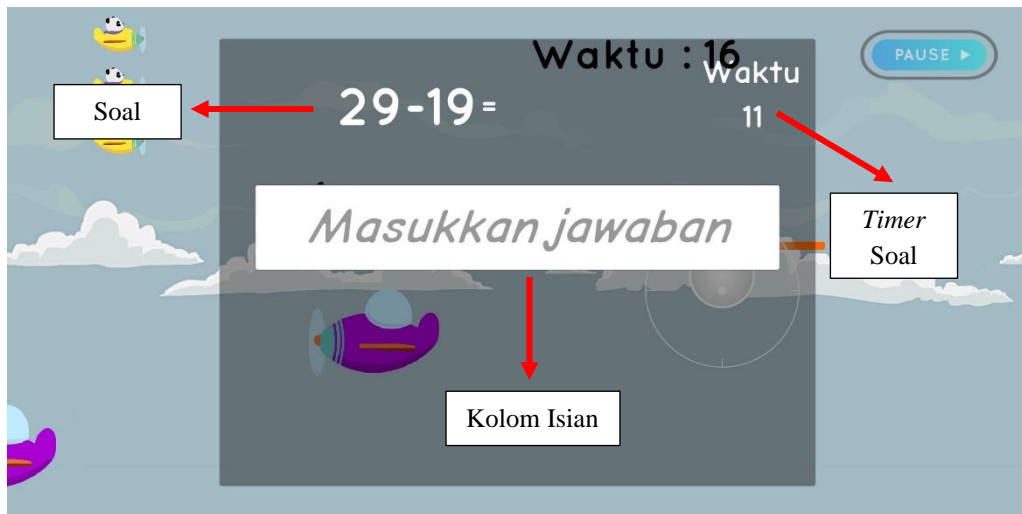 Waktu : 16
PAUSE
Waktu
Soal
29-19=
11
Masukkan jawaban
Timer
Soal
Kolom Isian